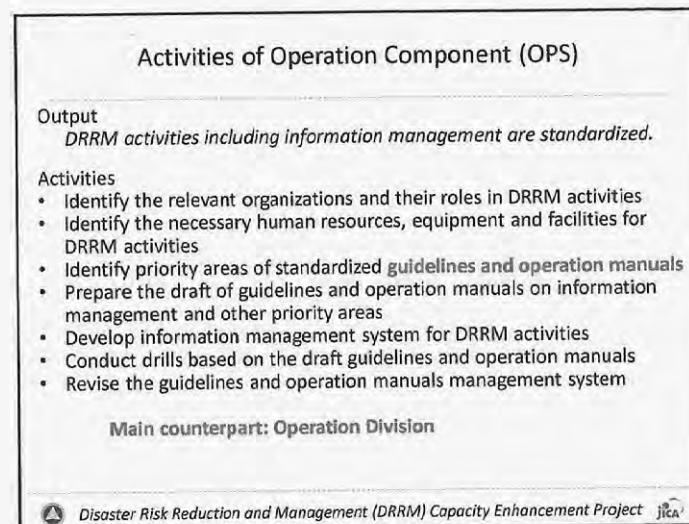 Activities of Operation Component (OPS)
Output
DRRM activities including information management are standardized.
Activities
• Identify the relevant organizations and their roles in DRRM activities
• Identify the necessary human resources, equipment and facilities for
DRRM activities
• Identify priority areas of standardized guidelines and operation manuals
• Prepare the draft of guidelines and operation manuals on information
management and other priority areas
• Develop information management system for DRRM activities
• Conduct drills based on the draft guidelines and operation manuals
• Revise the guidelines and operation manuals management system
Main counterpart: Operation Division
Disaster Risk Reduction and Management (DRRM) Capacity Enhancement Project jica